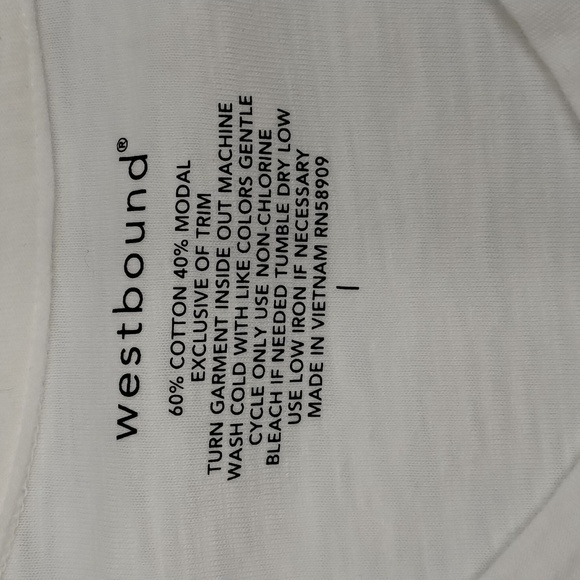 westbound®
60% COTTON 40% MODAL
EXCLUSIVE OF TRIM
TURN GARMENT INSIDE OUT MACHINE
WASH COLD WITH LIKE COLORS GENTLE
CYCLE ONLY USE NON-CHLORINE
BLEACH IF NEEDED TUMBLE DRY LOW
USE LOW IRON IF NECESSARY
MADE IN VIETNAM RN58909